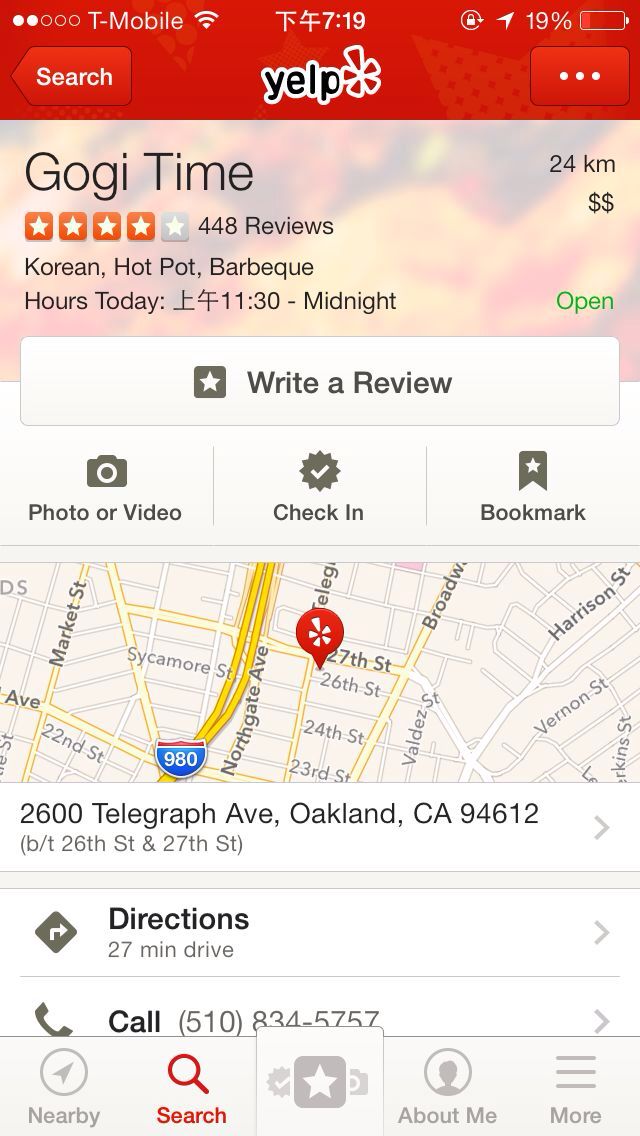 T-Mobile 下午7:19 19%
Search yelp
Gogi Time 24 km
$$
448 Reviews
Korean, Hot Pot, Barbeque
Hours Today: 上午11:30 - Midnight Open
Write a Review
Photo or Video Check In Bookmark
DS
Market St
Teleg
Broadw
Harrison St
Sycamore St
27th St
26th St
Ave
Northgate Ave
Valdez St
Vernon St
22nd St
24th St
980
23rd St
rkins St
2600 Telegraph Ave, Oakland, CA 94612
(b/t 26th St & 27th St)
Directions
27 min drive
Call (510) 834-5757
Nearby Search About Me More